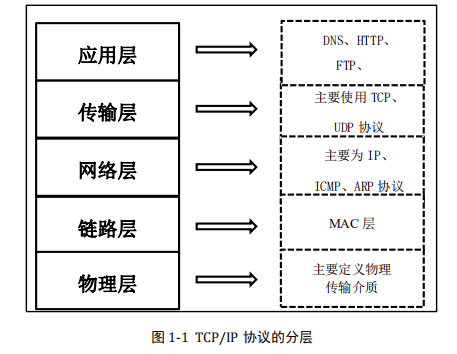 应用层
DNS、HTTP、
FTP、
传输层
主要使用 TCP、
UDP 协议
网络层
主要为 IP、
ICMP、ARP 协议
链路层
MAC 层
物理层
主要定义物理
传输介质
图 1-1 TCP/IP 协议的分层